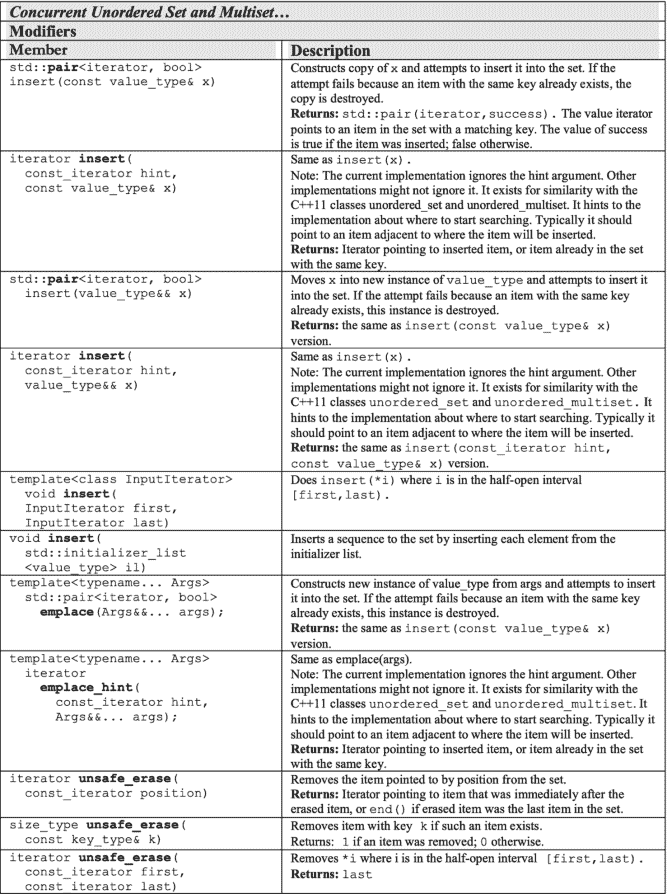 Concurrent Unordered Set and Multiset…
Modifiers
Member
Description
std::pair<iterator, bool>
insert(const value_type& x)
Constructs copy of x and attempts to insert it into the set. If the
attempt fails because an item with the same key already exists, the
copy is destroyed.
Returns: std::pair(iterator,success). The value iterator
points to an item in the set with a matching key. The value of success
is true if the item was inserted; false otherwise.
iterator insert(
const_iterator hint,
const value_type& x)
Same as insert(x).
Note: The current implementation ignores the hint argument. Other
implementations might not ignore it. It exists for similarity with the
C++11 classes unordered_set and unordered_multiset. It hints to the
implementation about where to start searching. Typically it should
point to an item adjacent to where the item will be inserted.
Returns: Iterator pointing to inserted item, or item already in the set
with the same key.
std::pair<iterator, bool>
insert(value_type&& x)
Moves x into new instance of value_type and attempts to insert it
into the set. If the attempt fails because an item with the same key
already exists, this instance is destroyed.
Returns: the same as insert(const value_type& x)
version.
iterator insert(
const_iterator hint,
value_type&& x)
Same as insert(x).
Note: The current implementation ignores the hint argument. Other
implementations might not ignore it. It exists for similarity with the
C++11 classes unordered_set and unordered_multiset. It
hints to the implementation about where to start searching. Typically it
should point to an item adjacent to where the item will be inserted.
Returns: the same as insert(const_iterator hint,
const value_type& x) version.
template<class InputIterator>
void insert(
InputIterator first,
InputIterator last)
Does insert(*i) where i is in the half-open interval
[first,last).
void insert(
std::initializer_list
<value_type> il)
Inserts a sequence to the set by inserting each element from the
initializer list.
template<typename... Args>
std::pair<iterator, bool>
emplace(Args&&... args);
Constructs new instance of value_type from args and attempts to insert
it into the set. If the attempt fails because an item with the same key
already exists, this instance is destroyed.
Returns: the same as insert(const value_type& x)
version.
template<typename... Args>
iterator
emplace_hint(
const_iterator hint,
Args&&... args);
Same as emplace(args).
Note: The current implementation ignores the hint argument. Other
implementations might not ignore it. It exists for similarity with the
C++11 classes unordered_set and unordered_multiset. It
hints to the implementation about where to start searching. Typically it
should point to an item adjacent to where the item will be inserted.
Returns: Iterator pointing to inserted item, or item already in the set
with the same key.
iterator unsafe_erase(
const_iterator position)
Removes the item pointed to by position from the set.
Returns: Iterator pointing to item that was immediately after the
erased item, or end() if erased item was the last item in the set.
size_type unsafe_erase(
const key_type& k)
Removes item with key k if such an item exists.
Returns: 1 if an item was removed; 0 otherwise.
iterator unsafe_erase(
const_iterator first,
const iterator last)
Removes *i where i is in the half-open interval [first,last).
Returns: last